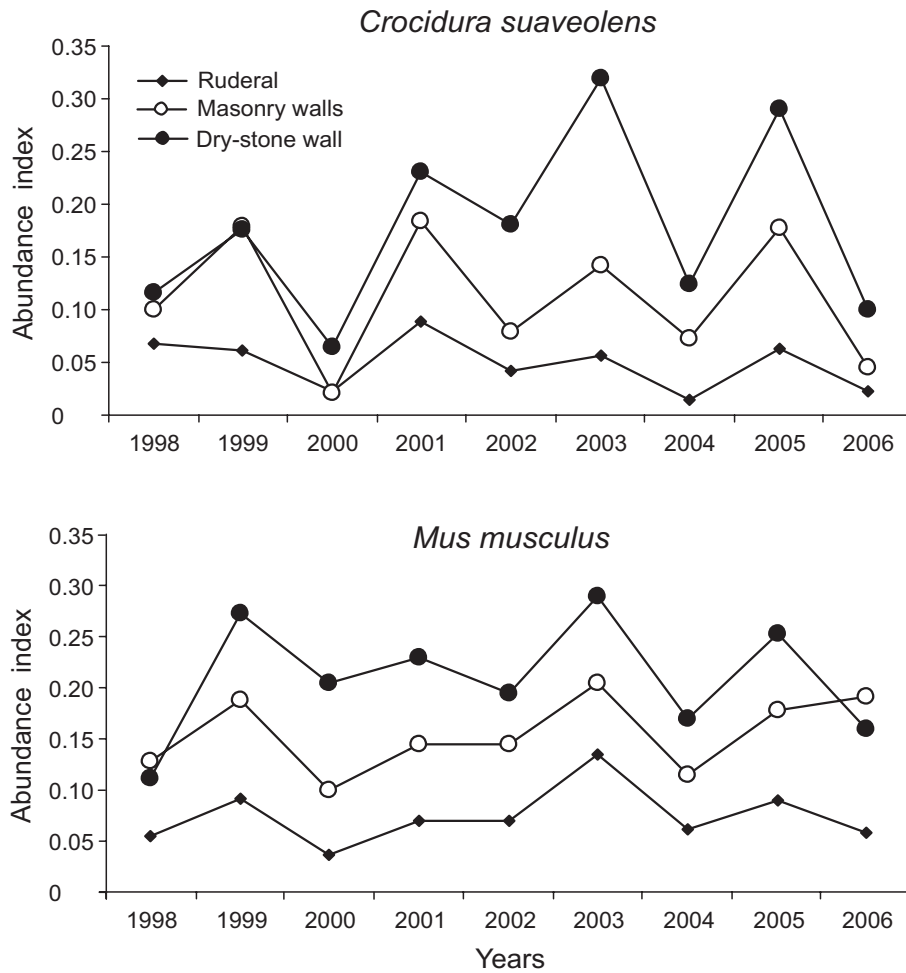 Crocidura suaveolens
0.35
0.30
0.25
0.20
0.15
0.10
0.05
0
Abundance index
Ruderal
Masonry walls
Dry-stone wall
1998 1999 2000 2001 2002 2003 2004 2005 2006
Mus musculus
0.35
0.30
0.25
0.20
0.15
0.10
0.05
0
Abundance index
1998 1999 2000 2001 2002 2003 2004 2005 2006
Years